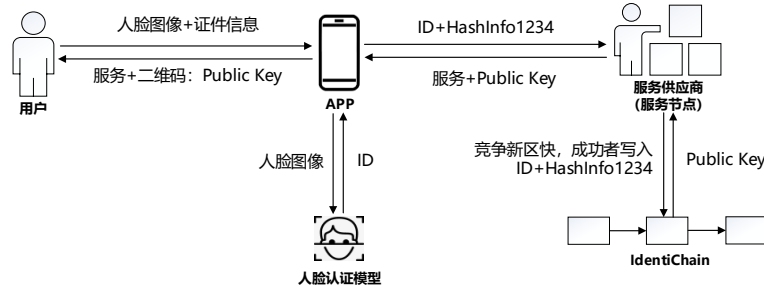 人脸图像+证件信息
服务+二维码：Public Key
用户
APP
ID+HashInfo1234
服务+Public Key
服务供应商
（服务节点）
人脸图像
ID
人脸认证模型
竞争新区快，成功者写入
ID+HashInfo1234
Public Key
IdentiChain